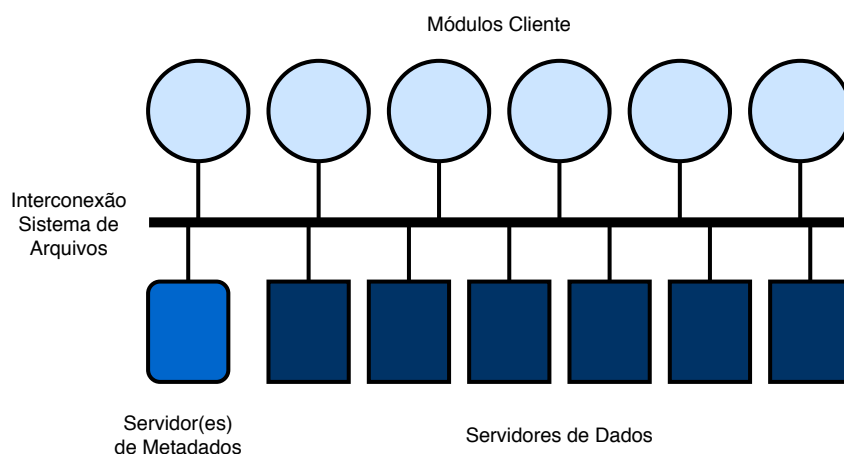 Módulos Cliente
Interconexão
Sistema de
Arquivos
Servidor(es)
de Metadados
Servidores de Dados